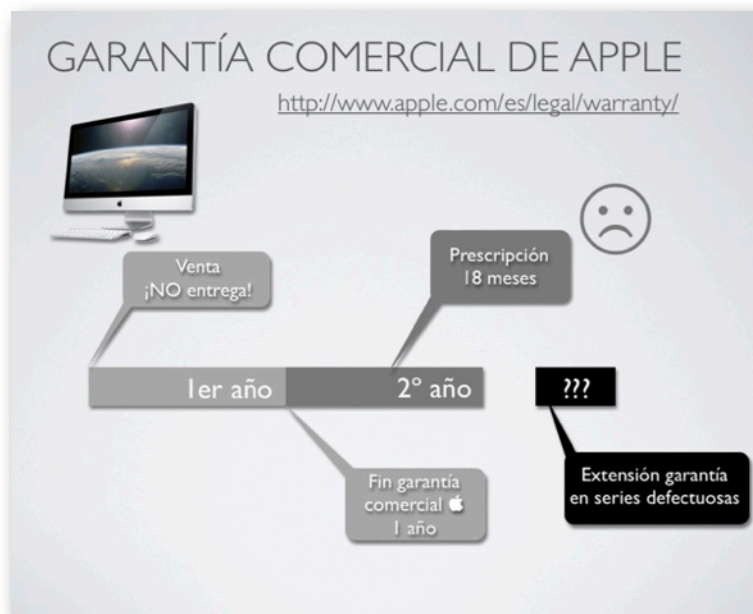 GARANTÍA COMERCIAL DE APPLE
http://www.apple.com/es/legal/warranty/
Venta
¡NO entrega!
Prescripción
18 meses
1er año
2º año
???
Fin garantía
comercial
1 año
Extensión garantía
en series defectuosas